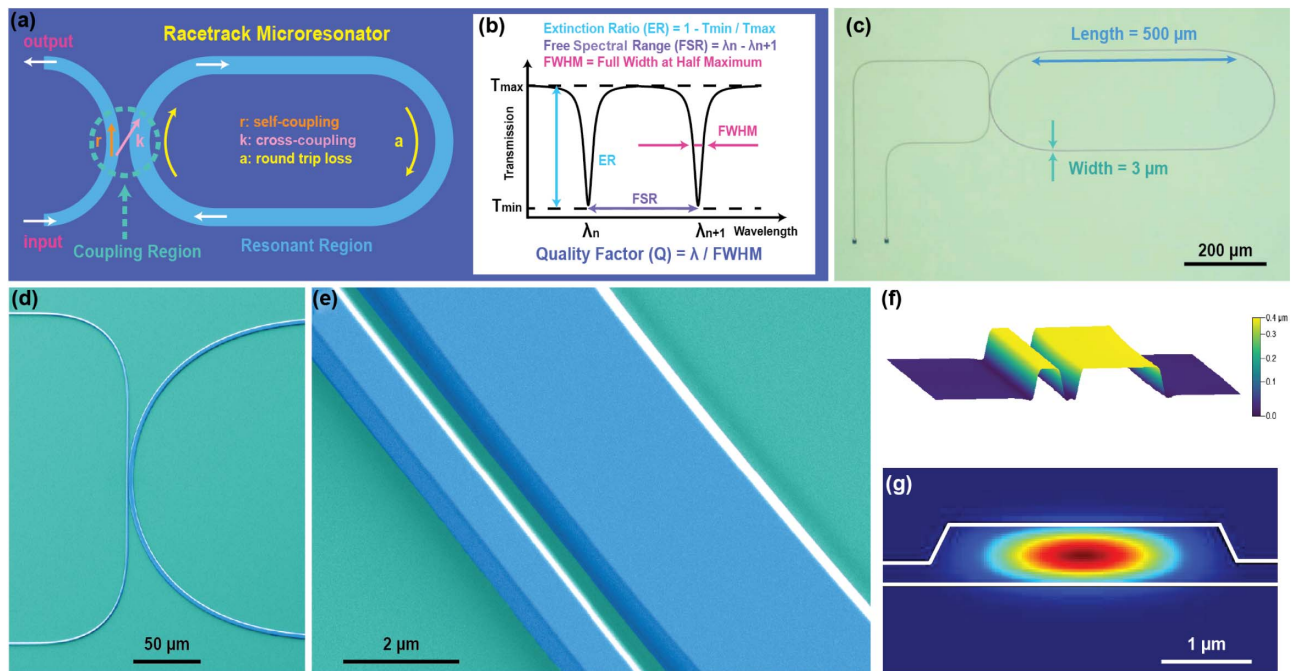 (a)
Racetrack Microresonator
output
r: self-coupling
k: cross-coupling
a: round trip loss
r
k
a
input
Coupling Region
Resonant Region
(b)
Extinction Ratio (ER) = 1 - Tmin / Tmax
Free Spectral Range (FSR) = λn - λn+1
FWHM = Full Width at Half Maximum
Tmax
Transmission
FWHM
ER
FSR
Tmin
λn
λn+1
Wavelength
Quality Factor (Q) = λ / FWHM
(c)
Length = 500 µm
Width = 3 µm
200 µm
(d)
50 µm
(e)
2 µm
(f)
0.4 µm
0.3
0.2
0.1
0.0
(g)
1 µm